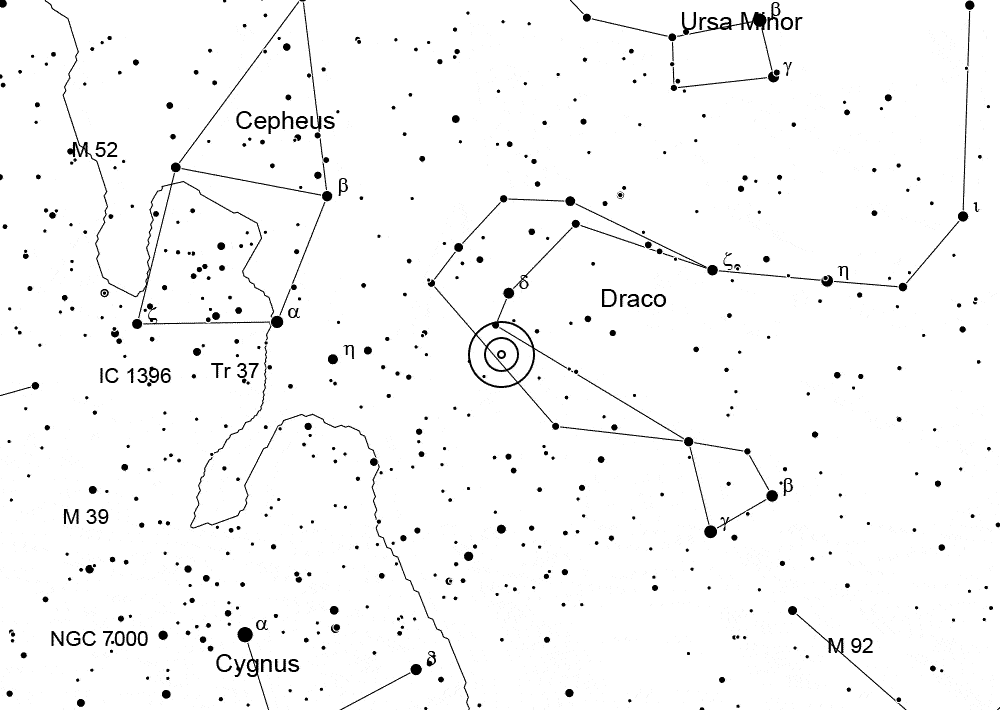 β
Ursa Minor
γ
Cepheus
M 52
β
ι
ζ
η
δ
Draco
ζ
α
η
IC 1396
Tr 37
β
M 39
γ
α
NGC 7000
M 92
δ
Cygnus